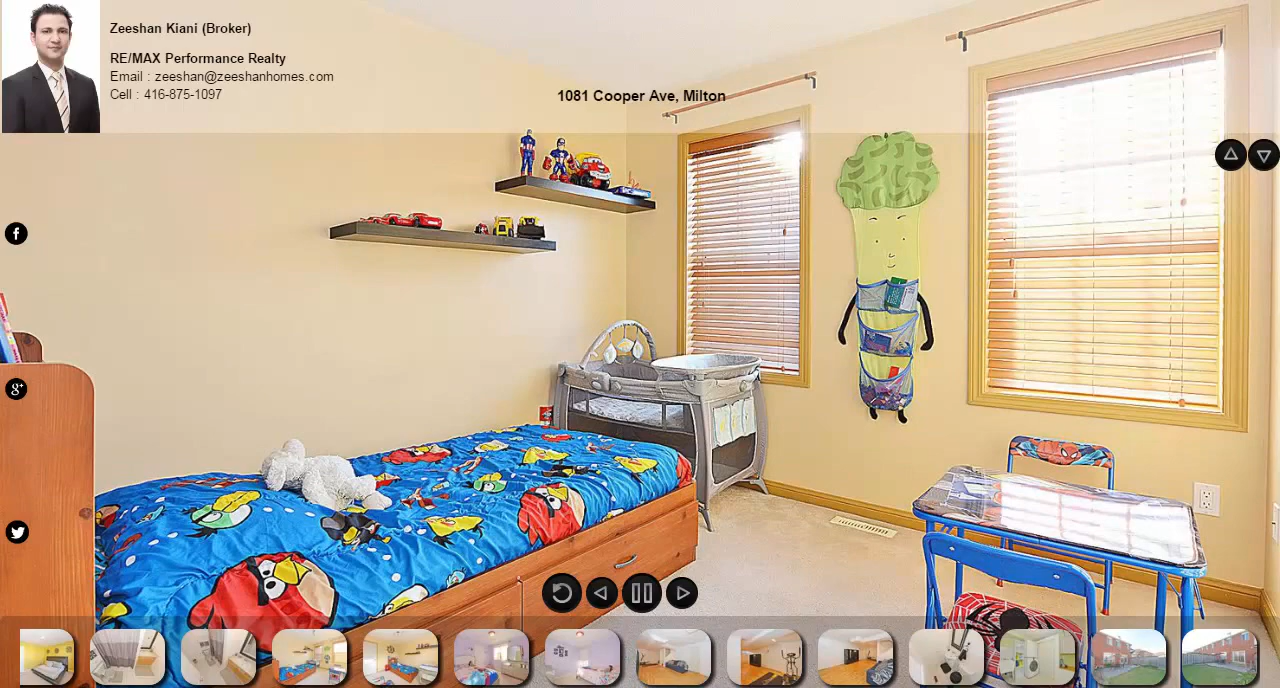 Zeeshan Kiani (Broker)
RE/MAX Performance Realty
Email : zeeshan@zeeshanhomes.com
Cell : 416-875-1097
1081 Cooper Ave, Milton